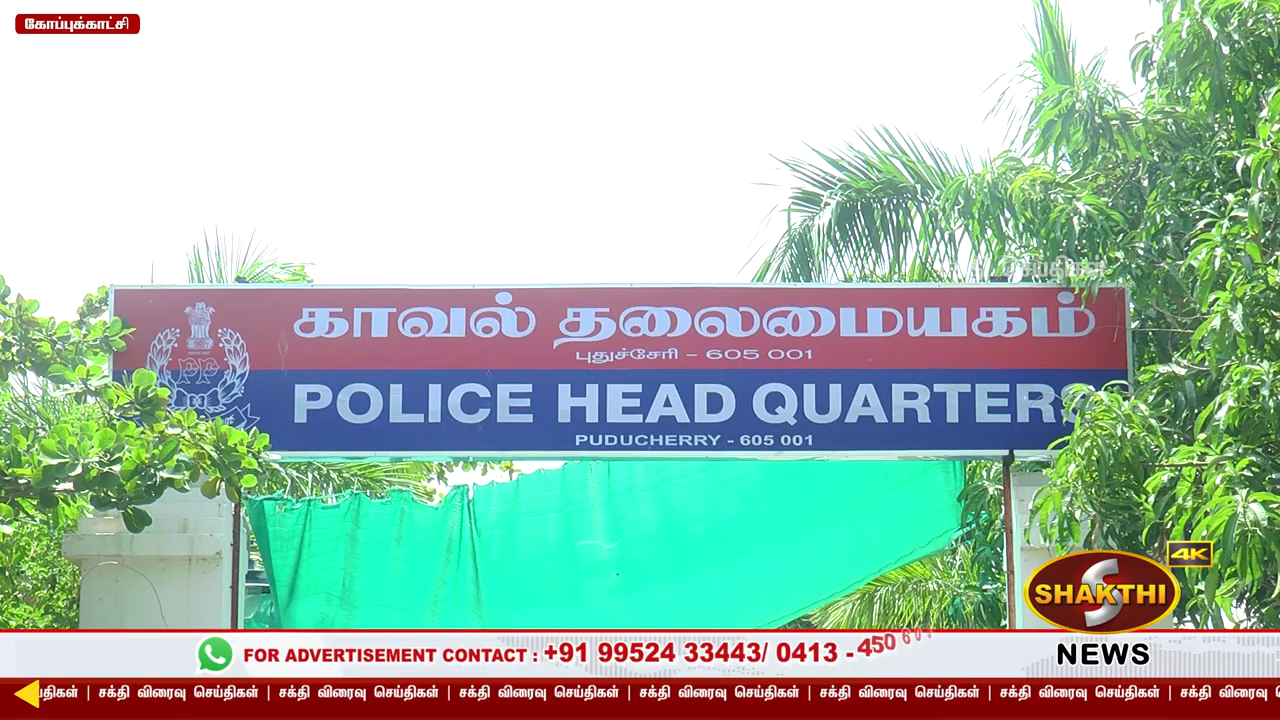 கோப்புக்காட்சி
காவல் தலைமையகம்
புதுச்சேரி - 605 001
PP
POLICE HEAD QUARTERS
PUDUCHERRY - 605 001
4K
SHAKTHI
NEWS
FOR ADVERTISEMENT CONTACT : +91 99524 33443/ 0413 - 450
செய்திகள் | சக்தி விரைவு செய்திகள் | சக்தி விரைவு செய்திகள் | சக்தி விரைவு செய்திகள் | சக்தி விரைவு செய்திகள் | சக்தி விரைவு செய்திகள் | சக்தி விரைவு செய்திகள் | சக்தி விரைவு